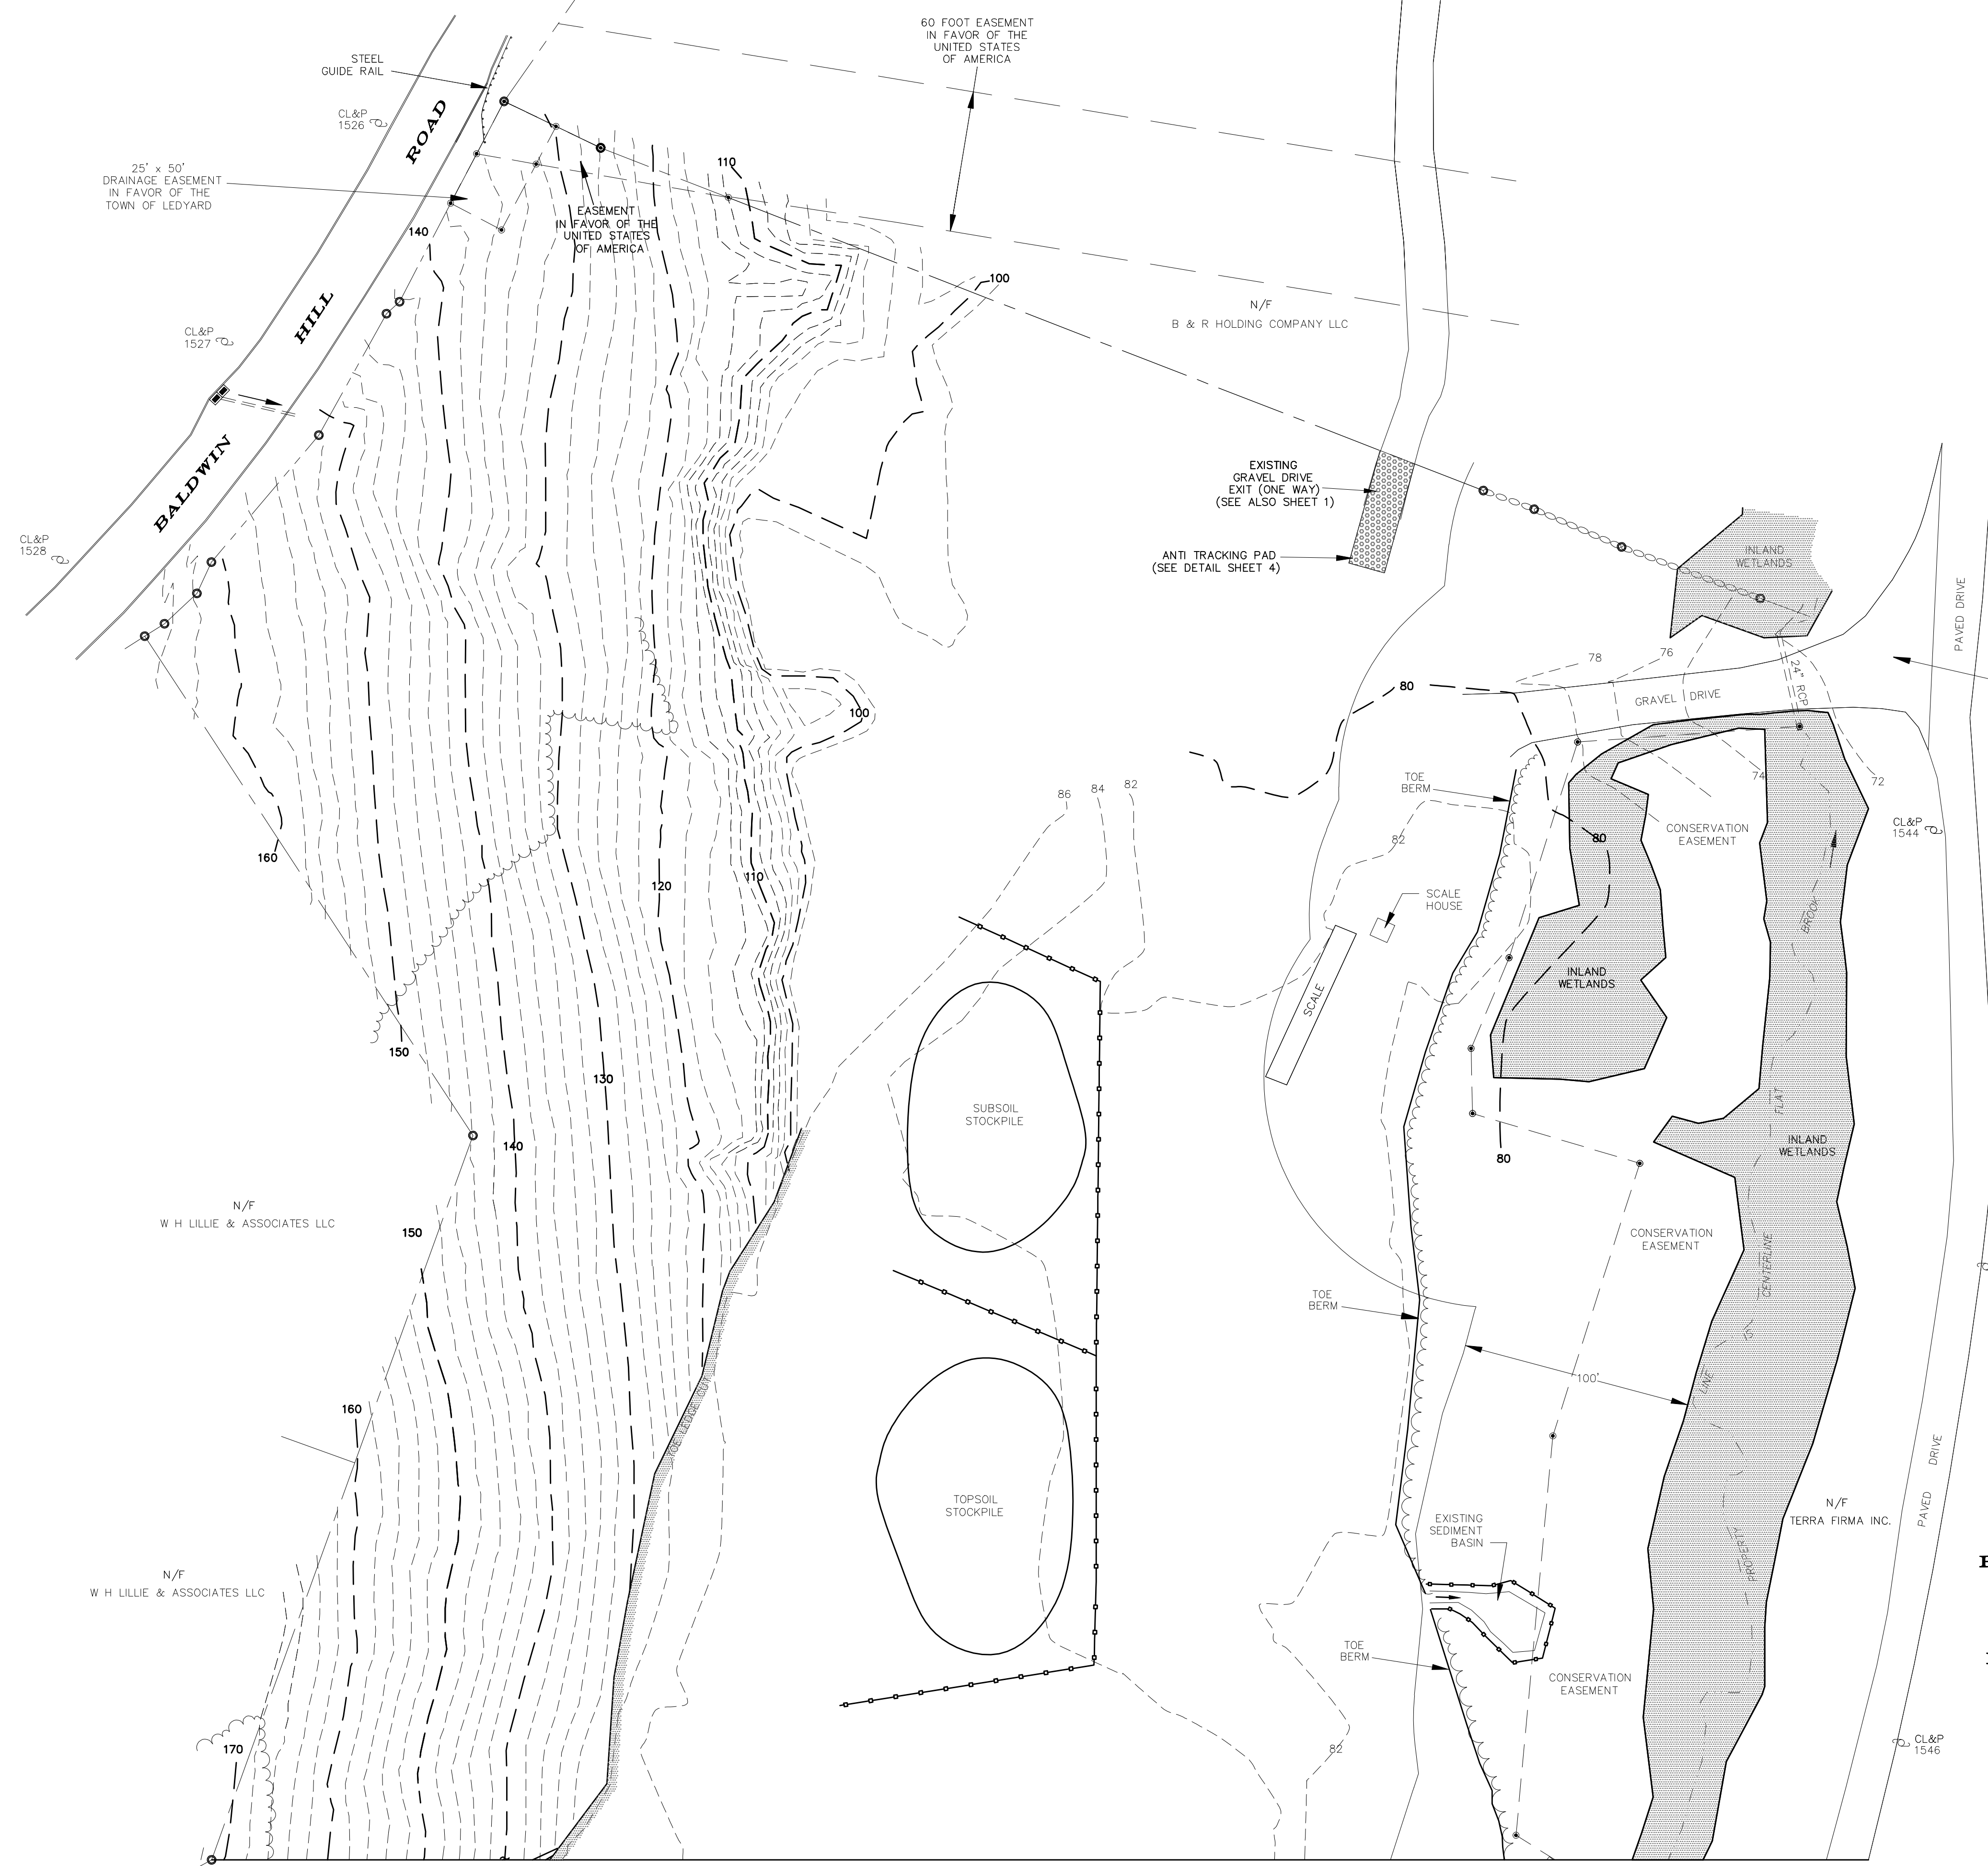 60 FOOT EASEMENT
IN FAVOR OF THE
UNITED STATES
OF AMERICA
STEEL
GUIDE RAIL
CL&P
1526
ROAD
25' x 50'
DRAINAGE EASEMENT
IN FAVOR OF THE
TOWN OF LEDYARD
110
EASEMENT
IN FAVOR OF THE
UNITED STATES
OF AMERICA
140
100
N/F
B & R HOLDING COMPANY LLC
CL&P
1527
HILL
BALDWIN
CL&P
1528
EXISTING
GRAVEL DRIVE
EXIT (ONE WAY)
(SEE ALSO SHEET 1)
ANTI TRACKING PAD
(SEE DETAIL SHEET 4)
INLAND
WETLANDS
PAVED DRIVE
78
76
24" RCP
80
GRAVEL DRIVE
100
TOE
BERM
74
72
86
84
82
82
80
CONSERVATION
EASEMENT
CL&P
1544
160
120
110
SCALE
HOUSE
BROOK
INLAND
WETLANDS
SCALE
150
130
SUBSOIL
STOCKPILE
FLAT
140
80
INLAND
WETLANDS
N/F
W H LILLIE & ASSOCIATES LLC
150
CONSERVATION
EASEMENT
CENTERLINE
TOE
BERM
100'
LINE
160
TOE LEDGE CUT
TOPSOIL
STOCKPILE
EXISTING
SEDIMENT
BASIN
N/F
TERRA FIRMA INC.
PAVED DRIVE
PROPERTY
N/F
W H LILLIE & ASSOCIATES LLC
TOE
BERM
CONSERVATION
EASEMENT
170
82
CL&P
1546